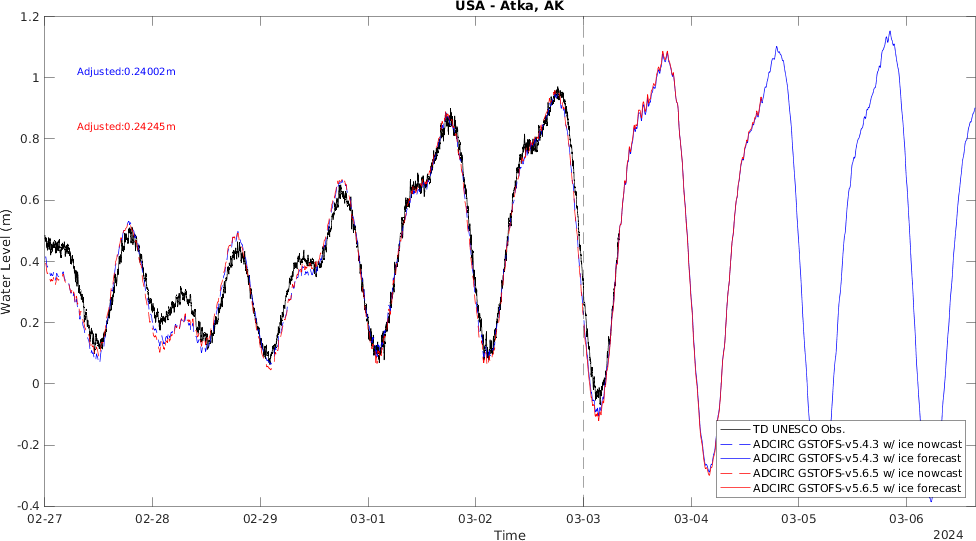 USA - Atka, AK
1.2
1
0.8
0.6
0.4
0.2
0
-0.2
-0.4
Water Level (m)
Adjusted:0.24002m
Adjusted:0.24245m
TD UNESCO Obs.
ADCIRC GSTOFS-v5.4.3 w/ ice nowcast
ADCIRC GSTOFS-v5.4.3 w/ ice forecast
ADCIRC GSTOFS-v5.6.5 w/ ice nowcast
ADCIRC GSTOFS-v5.6.5 w/ ice forecast
02-27 02-28 02-29 03-01 03-02 03-03 03-04 03-05 03-06
Time
2024